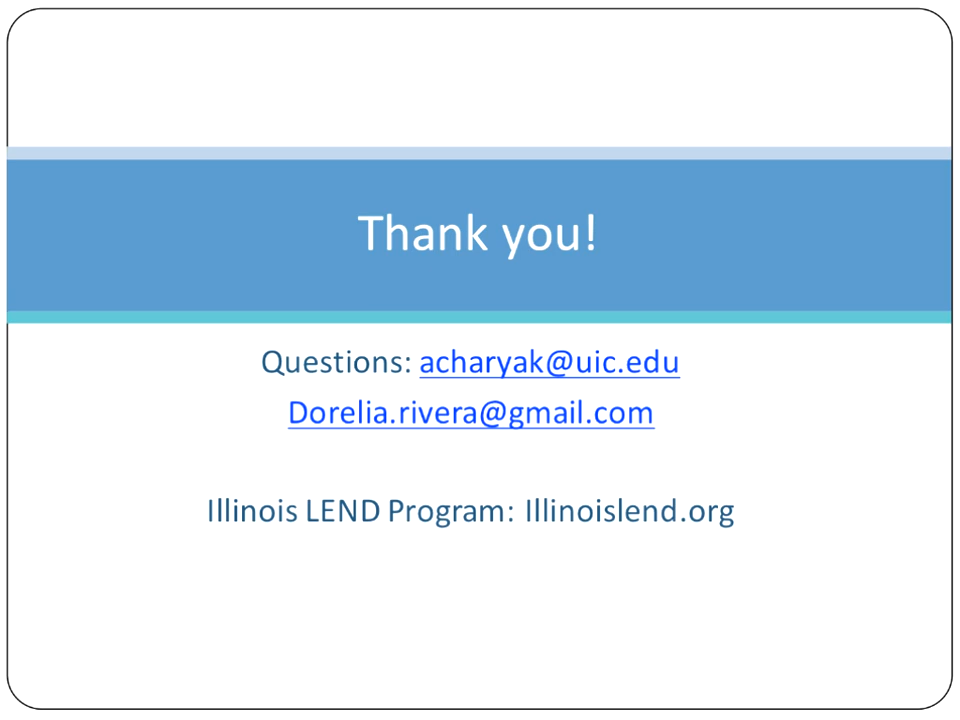 Thank you!
Questions: acharyak@uic.edu
Dorelia.rivera@gmail.com
Illinois LEND Program: Illinoislend.org